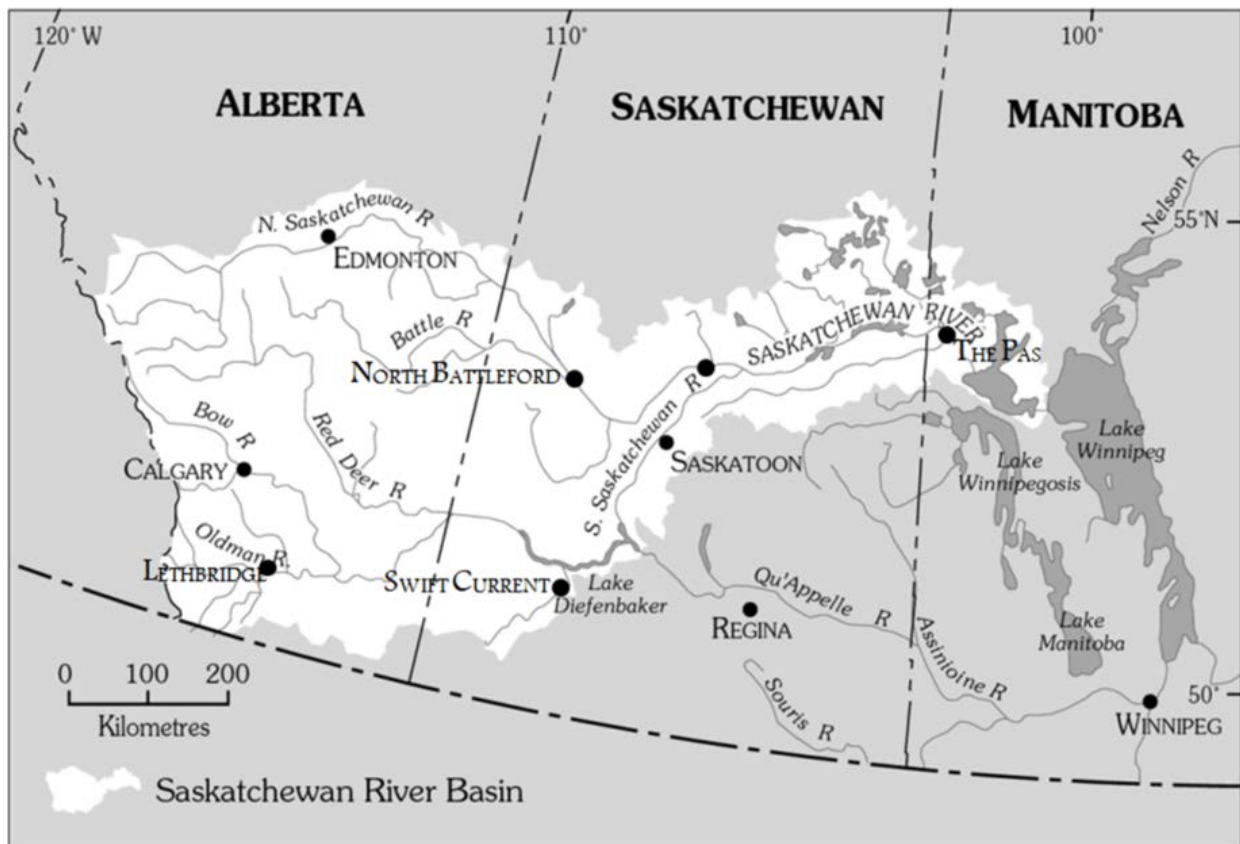 120° W
110°
100°
ALBERTA
SASKATCHEWAN
MANITOBA
Nelson R
55°N
N. Saskatchewan R
EDMONTON
Battle R
SASKATCHEWAN RIVER
THE PAS
NORTH BATTLEFORD
Bow R
Red Deer R
S. Saskatchewan R
Lake
Winnipeg
CALGARY
SASKATOON
Lake
Winnipegosis
Oldman R.
LETHBRIDGE
SWIFT CURRENT
Lake
Diefenbaker
Qu'Appelle R
REGINA
Assinioine R
Lake
Manitoba
Souris R
50°
WINNIPEG
0 100 200
Kilometres
Saskatchewan River Basin